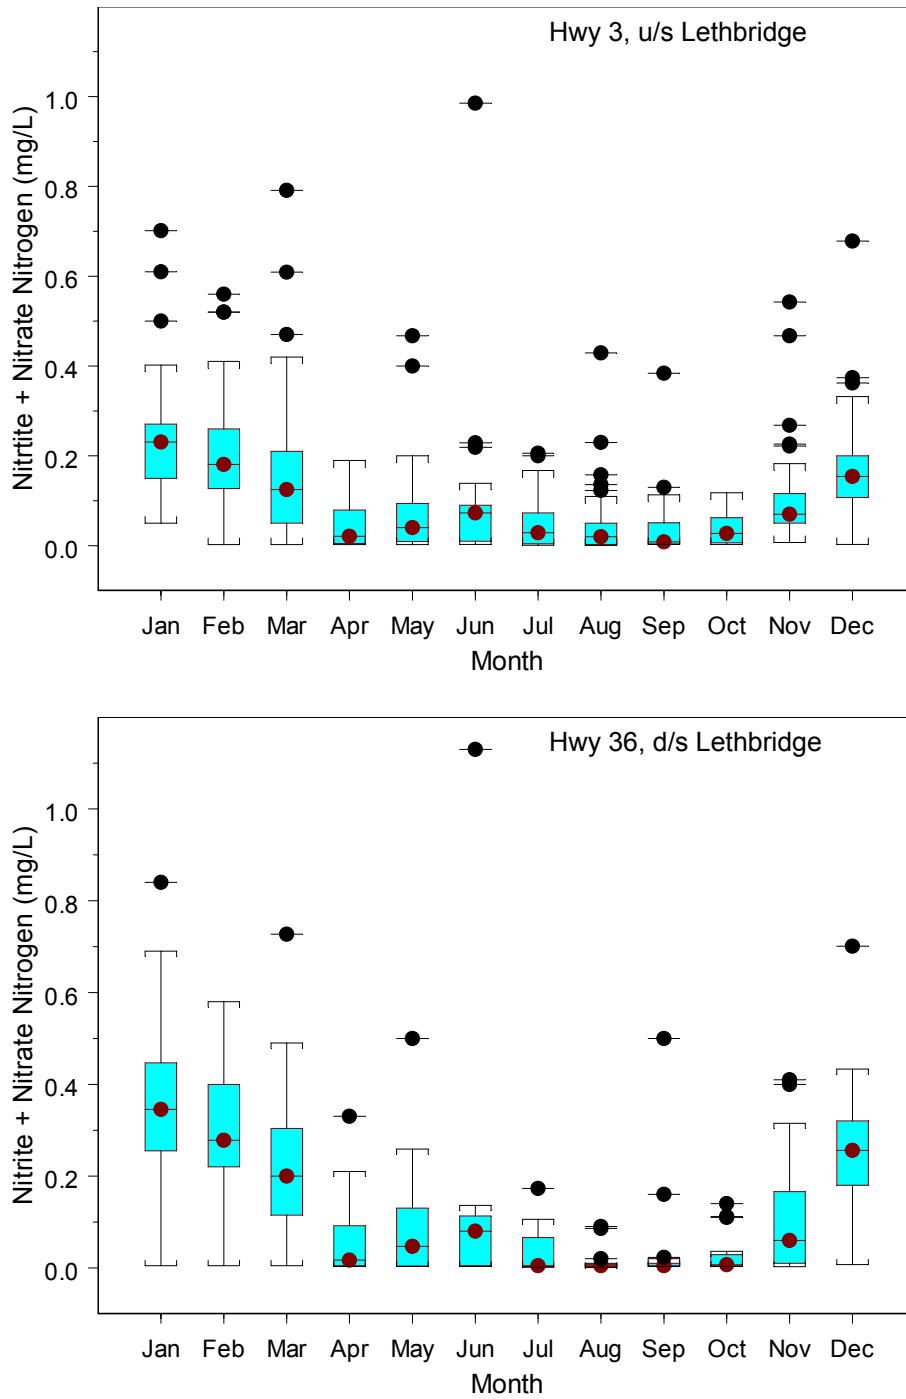 Hwy 3, u/s Lethbridge
Nitrtite + Nitrate Nitrogen (mg/L)
1.0
0.8
0.6
0.4
0.2
0.0
Jan Feb Mar Apr May Jun Jul Aug Sep Oct Nov Dec
Month
Hwy 36, d/s Lethbridge
Nitrite + Nitrate Nitrogen (mg/L)
1.0
0.8
0.6
0.4
0.2
0.0
Jan Feb Mar Apr May Jun Jul Aug Sep Oct Nov Dec
Month